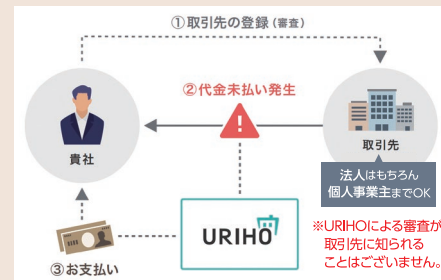 ①取引先の登録（審査）
②代金未払い発生
貴社
取引先
法人はもちろん
個人事業主までOK
URIHO
※URIHOによる審査が
取引先に知られる
ことはございません。
③お支払い